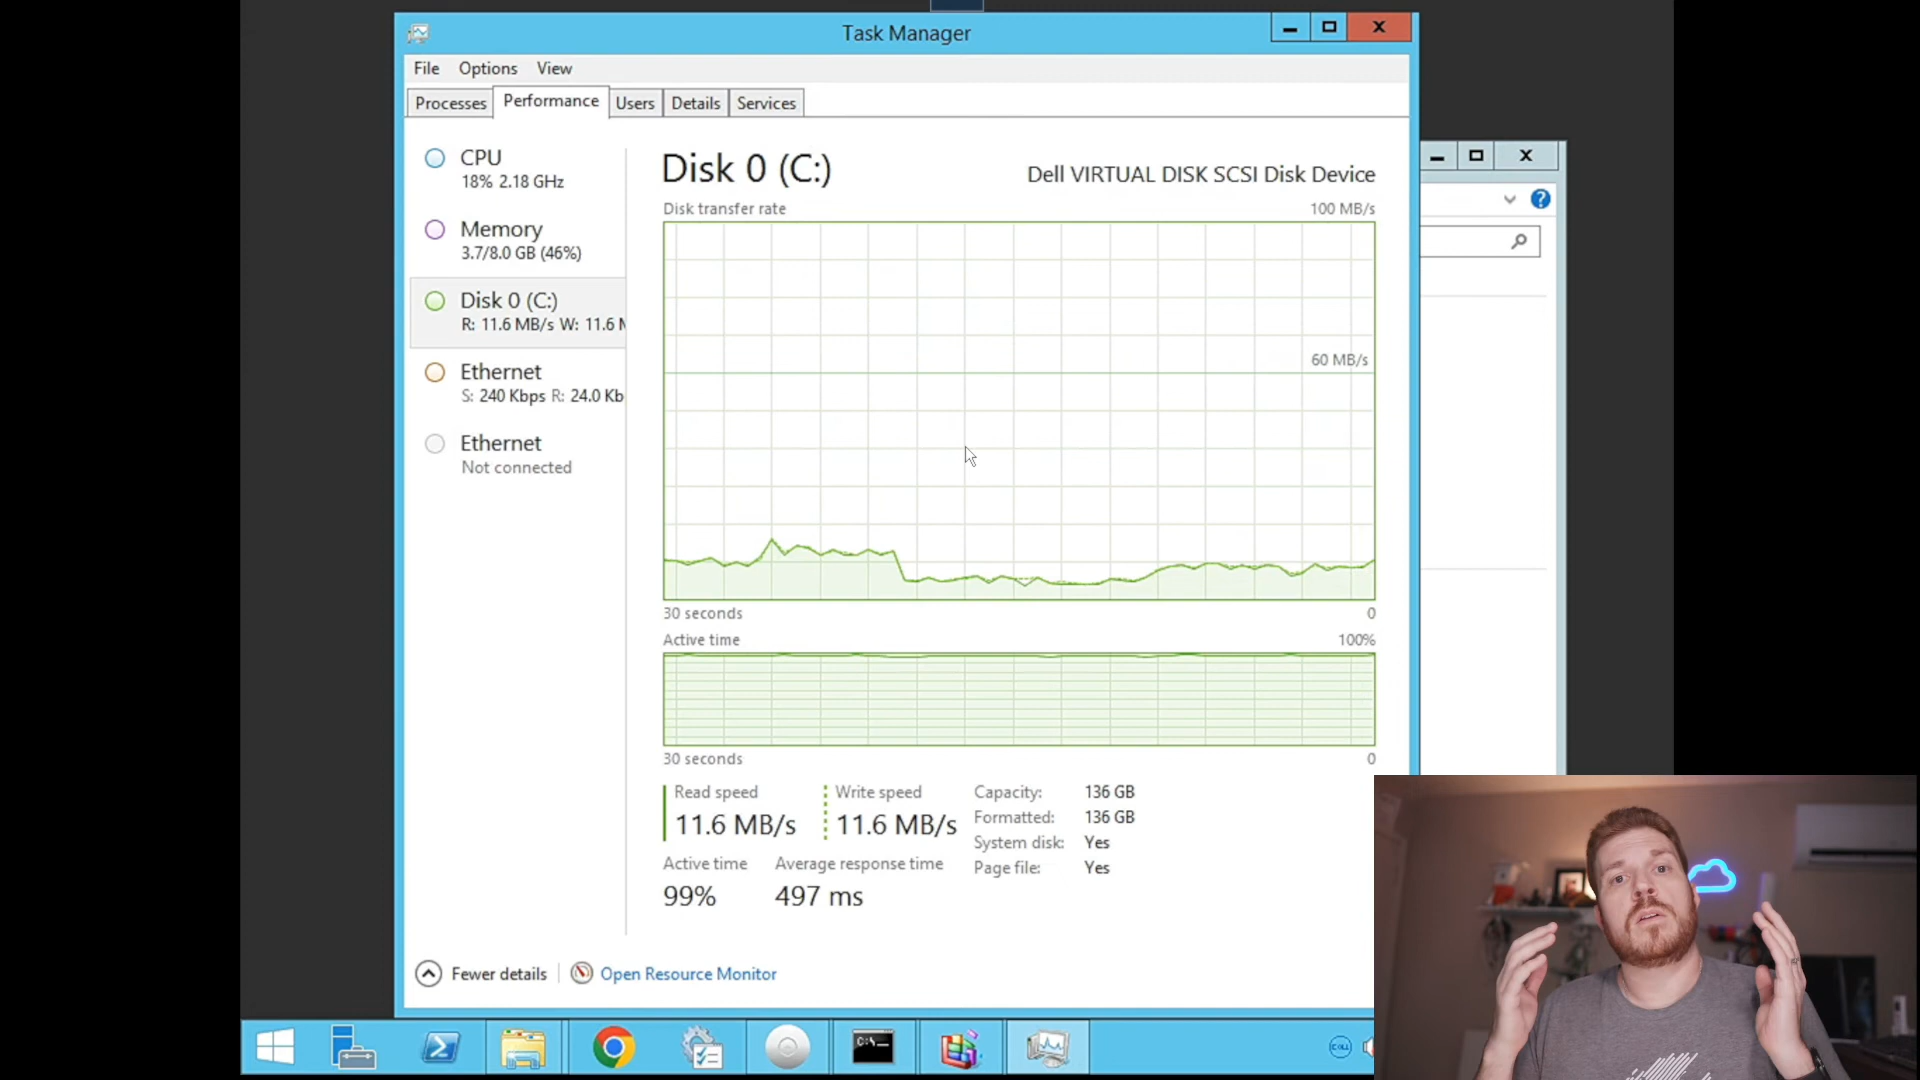 Task Manager
File Options View
Processes Performance Users Details Services
CPU
18% 2.18 GHz
Memory
3.7/8.0 GB (46%)
Disk 0 (C:)
R: 11.6 MB/s W: 11.6 M
Ethernet
S: 240 Kbps R: 24.0 Kb
Ethernet
Not connected
Disk 0 (C:) Dell VIRTUAL DISK SCSI Disk Device
Disk transfer rate 100 MB/s
60 MB/s
30 seconds 0
Active time 100%
30 seconds 0
Read speed
11.6 MB/s
Write speed
11.6 MB/s
Active time
99%
Average response time
497 ms
Capacity: 136 GB
Formatted: 136 GB
System disk: Yes
Page file: Yes
Fewer details Open Resource Monitor
C:\
DELL